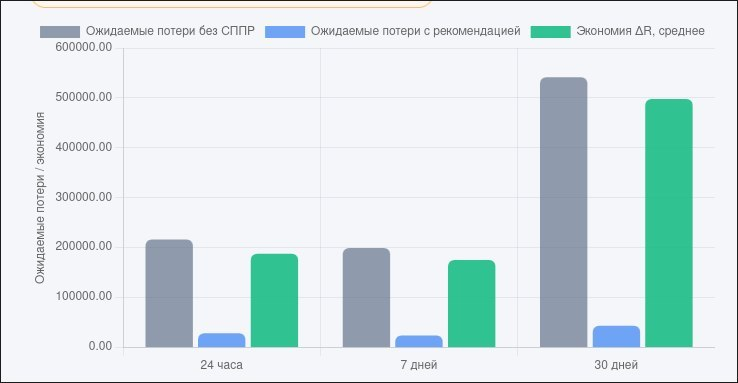 Ожидаемые потери без СППР Ожидаемые потери с рекомендацией Экономия ΔR, среднее
600000.00
500000.00
400000.00
300000.00
200000.00
100000.00
0.00
Ожидаемые потери / экономия
24 часа 7 дней 30 дней